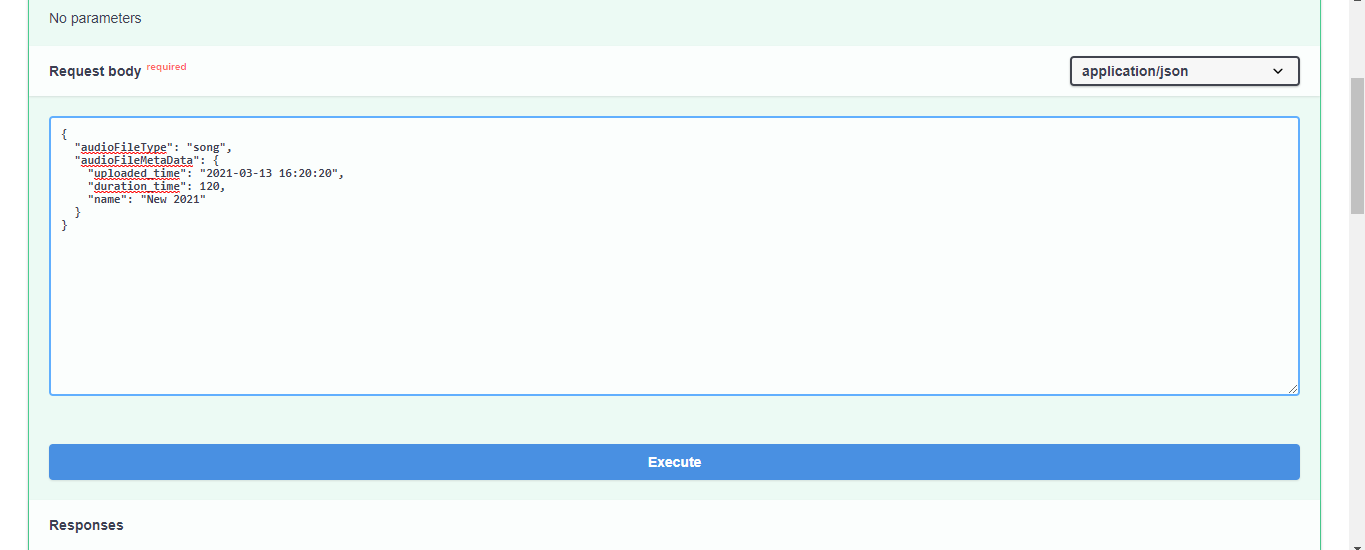 No parameters
Request body required
application/json
{
"audioFileType": "song",
"audioFileMetaData": {
"uploaded_time": "2021-03-13 16:20:20",
"duration_time": 120,
"name": "New 2021"
}
}
Execute
Responses